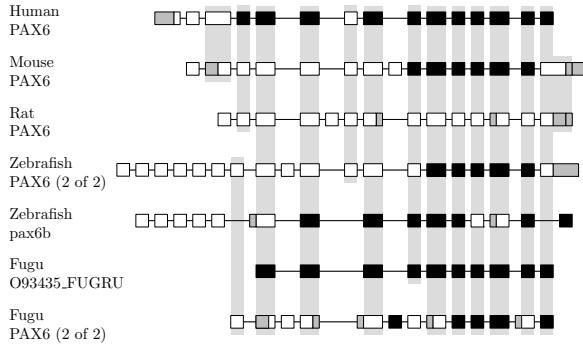 Human
PAX6
Mouse
PAX6
Rat
PAX6
Zebrafish
PAX6 (2 of 2)
Zebrafish
pax6b
Fugu
O93435_FUGRU
Fugu
PAX6 (2 of 2)